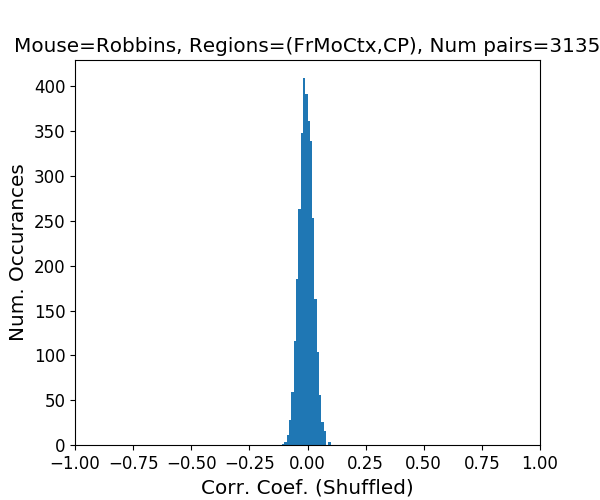 Mouse=Robbins, Regions=(FrMoCtx,CP), Num pairs=3135
400
350
300
250
200
150
100
50
0
Num. Occurances
−1.00 −0.75 −0.50 −0.25 0.00 0.25 0.50 0.75 1.00
Corr. Coef. (Shuffled)